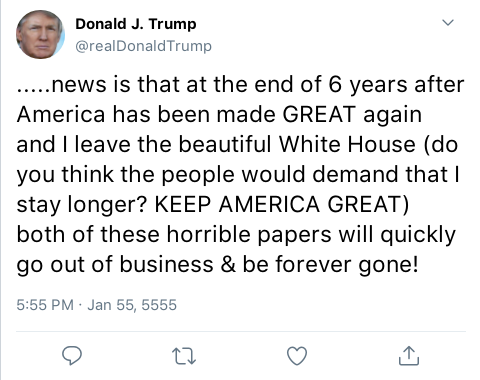 Donald J. Trump
@realDonaldTrump
.....news is that at the end of 6 years after
America has been made GREAT again
and I leave the beautiful White House (do
you think the people would demand that I
stay longer? KEEP AMERICA GREAT)
both of these horrible papers will quickly
go out of business & be forever gone!
5:55 PM · Jan 55, 5555